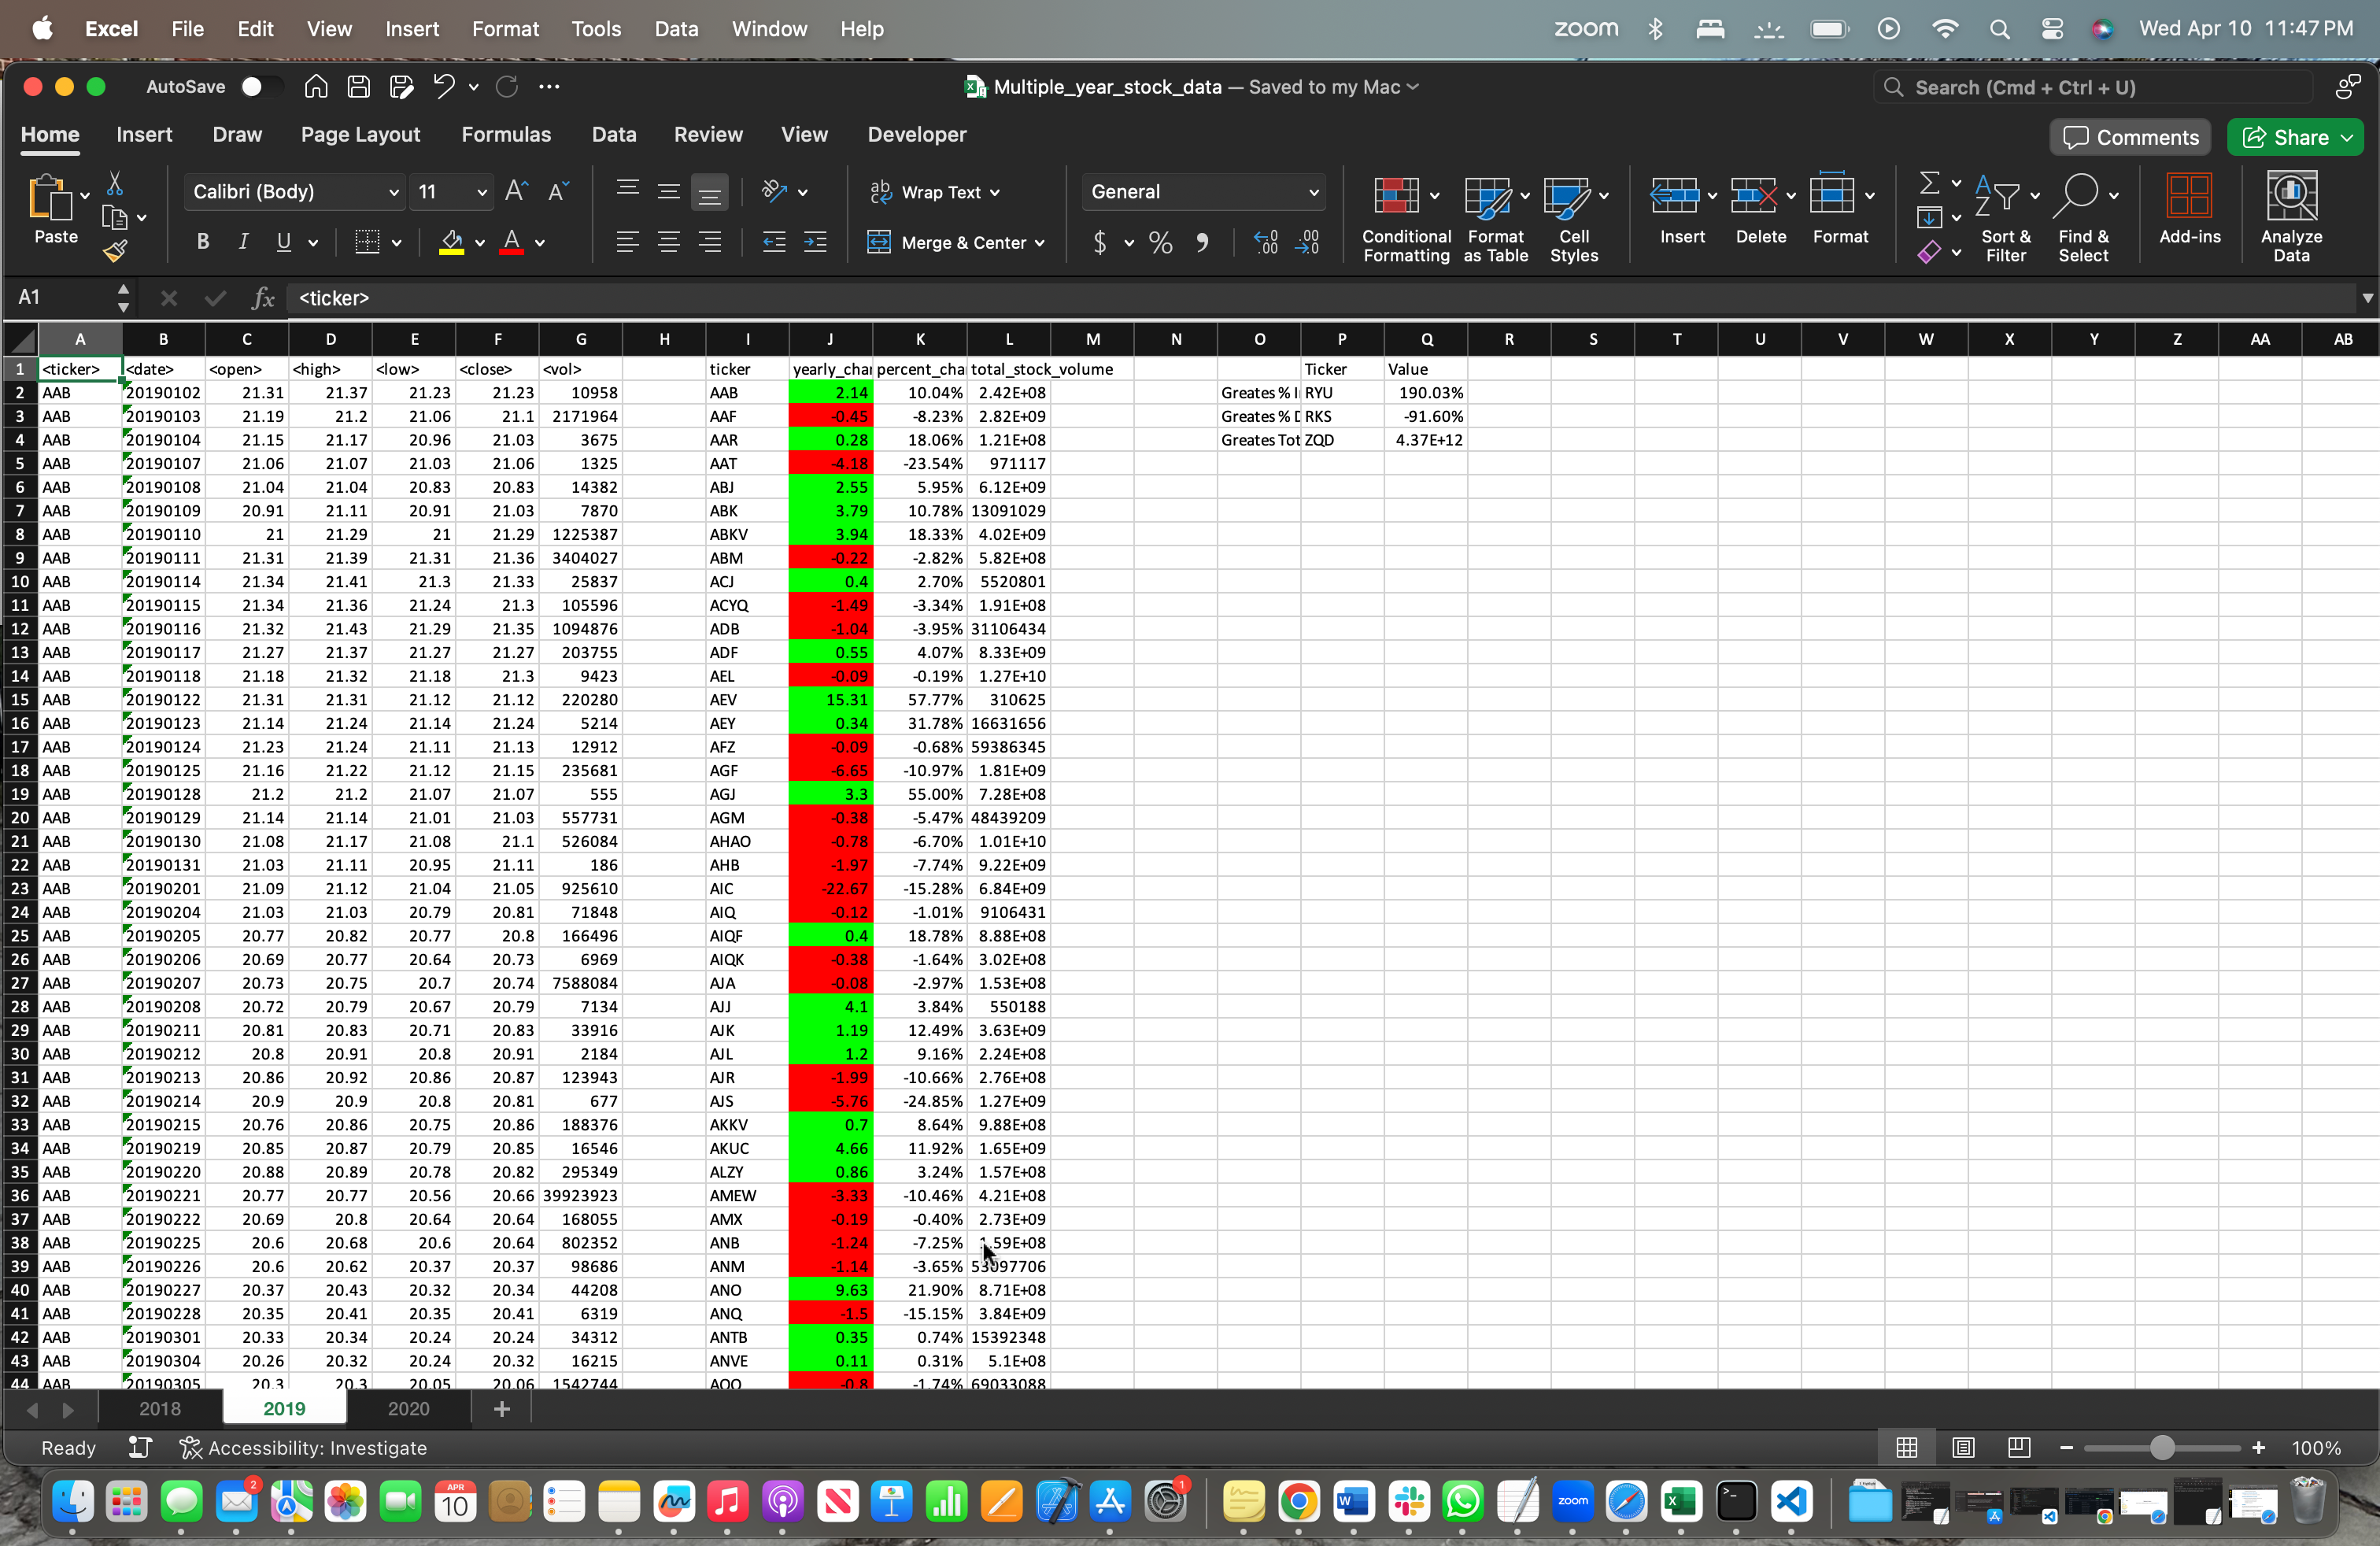 Excel File Edit View Insert Format Tools Data Window Help zoom Wed Apr 10 11:47 PM
AutoSave Multiple_year_stock_data — Saved to my Mac Search (Cmd + Ctrl + U)
Home Insert Draw Page Layout Formulas Data Review View Developer Comments Share
Paste Calibri (Body) 11 Wrap Text General Conditional Formatting Format as Table Cell Styles Insert Delete Format Sort & Filter Find & Select Add-ins Analyze Data
B I U A Merge & Center $ %
A1 fx <ticker>
A B C D E F G H I J K L M N O P Q R S T U V W X Y Z AA AB
1 <ticker> <date> <open> <high> <low> <close> <vol> ticker yearly_cha percent_cha total_stock_volume Ticker Value
2 AAB 20190102 21.31 21.37 21.23 21.23 10958 AAB 2.14 10.04% 2.42E+08 Greates % I RYU 190.03%
3 AAB 20190103 21.19 21.2 21.06 21.1 2171964 AAF -0.45 -8.23% 2.82E+09 Greates % D RKS -91.60%
4 AAB 20190104 21.15 21.17 20.96 21.03 3675 AAR 0.28 18.06% 1.21E+08 Greates Tot ZQD 4.37E+12
5 AAB 20190107 21.06 21.07 21.03 21.06 1325 AAT -4.18 -23.54% 971117
6 AAB 20190108 21.04 21.04 20.83 20.83 14382 ABJ 2.55 5.95% 6.12E+09
7 AAB 20190109 20.91 21.11 20.91 21.03 7870 ABK 3.79 10.78% 13091029
8 AAB 20190110 21 21.29 21 21.29 1225387 ABKV 3.94 18.33% 4.02E+09
9 AAB 20190111 21.31 21.39 21.31 21.36 3404027 ABM -0.22 -2.82% 5.82E+08
10 AAB 20190114 21.34 21.41 21.3 21.33 25837 ACJ 0.4 2.70% 5520801
11 AAB 20190115 21.34 21.36 21.24 21.3 105596 ACYQ -1.49 -3.34% 1.91E+08
12 AAB 20190116 21.32 21.43 21.29 21.35 1094876 ADB -1.04 -3.95% 31106434
13 AAB 20190117 21.27 21.37 21.27 21.27 203755 ADF 0.55 4.07% 8.33E+09
14 AAB 20190118 21.18 21.32 21.18 21.3 9423 AEL -0.09 -0.19% 1.27E+10
15 AAB 20190122 21.31 21.31 21.12 21.12 220280 AEV 15.31 57.77% 310625
16 AAB 20190123 21.14 21.24 21.14 21.24 5214 AEY 0.34 31.78% 16631656
17 AAB 20190124 21.23 21.24 21.11 21.13 12912 AFZ -0.09 -0.68% 59386345
18 AAB 20190125 21.16 21.22 21.12 21.15 235681 AGF -6.65 -10.97% 1.81E+09
19 AAB 20190128 21.2 21.2 21.07 21.07 555 AGJ 3.3 55.00% 7.28E+08
20 AAB 20190129 21.14 21.14 21.01 21.03 557731 AGM -0.38 -5.47% 48439209
21 AAB 20190130 21.08 21.17 21.08 21.1 526084 AHAO -0.78 -6.70% 1.01E+10
22 AAB 20190131 21.03 21.11 20.95 21.11 186 AHB -1.97 -7.74% 9.22E+09
23 AAB 20190201 21.09 21.12 21.04 21.05 925610 AIC -22.67 -15.28% 6.84E+09
24 AAB 20190204 21.03 21.03 20.79 20.81 71848 AIQ -0.12 -1.01% 9106431
25 AAB 20190205 20.77 20.82 20.77 20.8 166496 AIQF 0.4 18.78% 8.88E+08
26 AAB 20190206 20.69 20.77 20.64 20.73 6969 AIQK -0.38 -1.64% 3.02E+08
27 AAB 20190207 20.73 20.75 20.7 20.74 7588084 AJA -0.08 -2.97% 1.53E+08
28 AAB 20190208 20.72 20.79 20.67 20.79 7134 AJJ 4.1 3.84% 550188
29 AAB 20190211 20.81 20.83 20.71 20.83 33916 AJK 1.19 12.49% 3.63E+09
30 AAB 20190212 20.8 20.91 20.8 20.91 2184 AJL 1.2 9.16% 2.24E+08
31 AAB 20190213 20.86 20.92 20.86 20.87 123943 AJR -1.99 -10.66% 2.76E+08
32 AAB 20190214 20.9 20.9 20.8 20.81 677 AJS -5.76 -24.85% 1.27E+09
33 AAB 20190215 20.76 20.86 20.75 20.86 188376 AKKV 0.7 8.64% 9.88E+08
34 AAB 20190219 20.85 20.87 20.79 20.85 16546 AKUC 4.66 11.92% 1.65E+09
35 AAB 20190220 20.88 20.89 20.78 20.82 295349 ALZY 0.86 3.24% 1.57E+08
36 AAB 20190221 20.77 20.77 20.56 20.66 39923923 AMEW -3.33 -10.46% 4.21E+08
37 AAB 20190222 20.69 20.8 20.64 20.64 168055 AMX -0.19 -0.40% 2.73E+09
38 AAB 20190225 20.6 20.68 20.6 20.64 802352 ANB -1.24 -7.25% 1.59E+08
39 AAB 20190226 20.6 20.62 20.37 20.37 98686 ANM -1.14 -3.65% 53097706
40 AAB 20190227 20.37 20.43 20.32 20.34 44208 ANO 9.63 21.90% 8.71E+08
41 AAB 20190228 20.35 20.41 20.35 20.41 6319 ANQ -1.5 -15.15% 3.84E+09
42 AAB 20190301 20.33 20.34 20.24 20.24 34312 ANTB 0.35 0.74% 15392348
43 AAB 20190304 20.26 20.32 20.24 20.32 16215 ANVE 0.11 0.31% 5.1E+08
44 AAB 20190305 20.3 20.3 20.05 20.06 1542744 AOO -0.8 -1.74% 69033088
2018 2019 2020
Ready Accessibility: Investigate 100%
2 APR 10 1 zoom